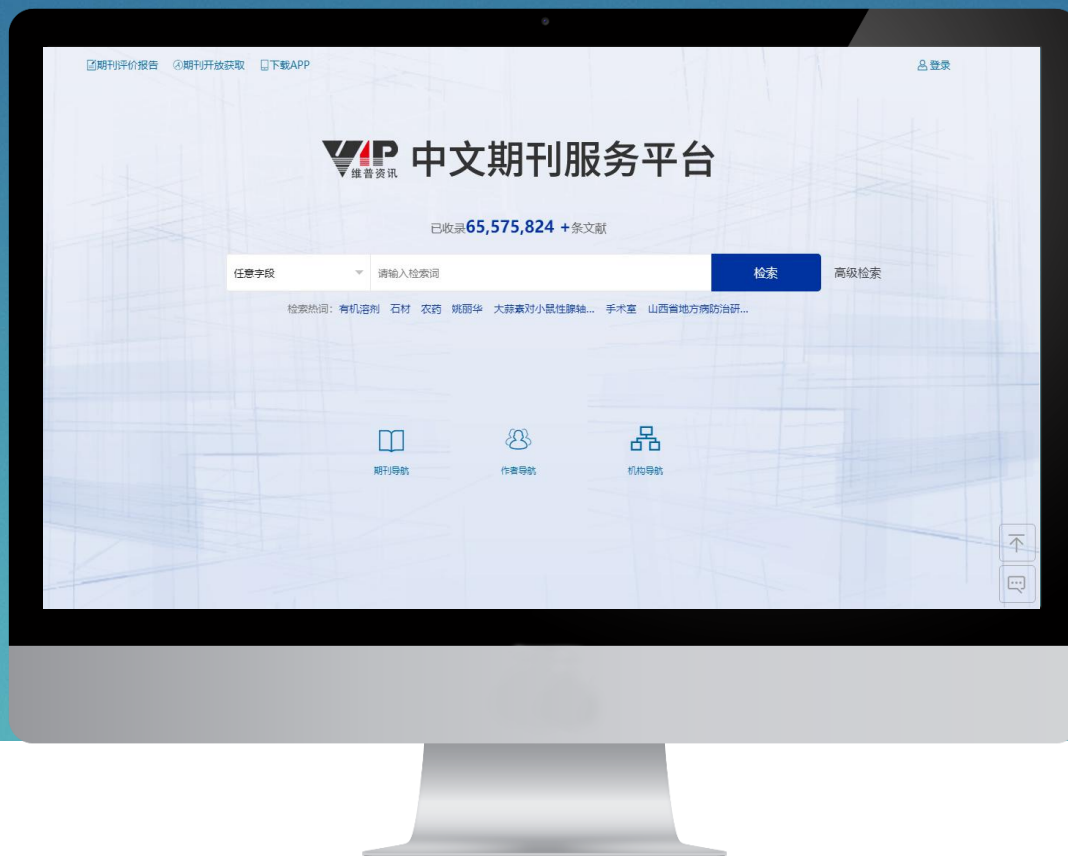 期刊评价报告 期刊开放获取 下载APP 登录
VIP 中文期刊服务平台
维普资讯
已收录65,575,824 +条文献
任意字段 请输入检索词 检索 高级检索
检索热词：有机溶剂 石材 农药 姚丽华 大蒜素对小鼠性腺轴... 手术室 山西省地方病防治研...
期刊导航 作者导航 机构导航